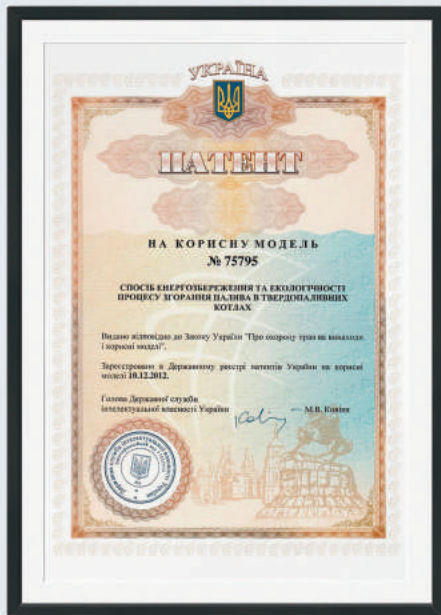 УКРАЇНА
ПАТЕНТ
НА КОРИСНУ МОДЕЛЬ
№ 75795
СПОСІБ ЕНЕРГОЗБЕРЕЖЕННЯ ТА ЕКОЛОГІЧНОСТІ
ПРОЦЕСУ ЗГОРАННЯ ПАЛИВА В ТВЕРДОПАЛИВНИХ
КОТЛАХ
Видано відповідно до Закону України "Про охорону прав на винаходи
і корисні моделі".
Зареєстровано в Державному реєстрі патентів України на корисні
моделі 10.12.2012.
Голова Державної служби
інтелектуальної власності України
М.В. Ковіня